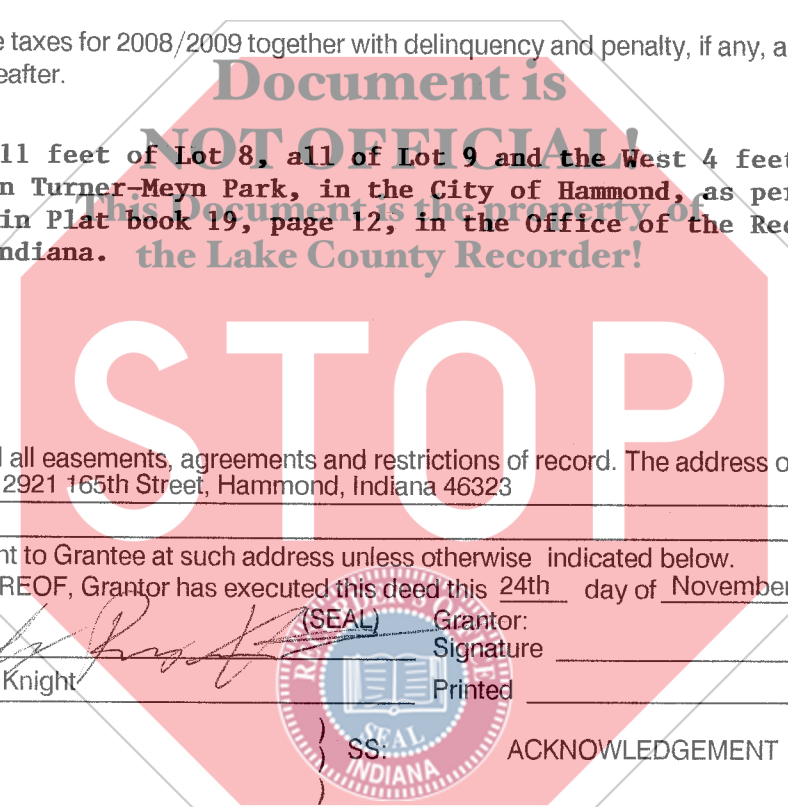 e taxes for 2008/2009 together with delinquency and penalty, if any, a
eafter.
Document is
NOT OFFICIAL!
11 feet of Lot 8, all of Lot 9 and the West 4 feet
n Turner-Meyn Park, in the City of Hammond, as per
This Document is the property of
in Plat book 19, page 12, in the Office of the Rec
ndiana.
the Lake County Recorder!
STOP
l all easements, agreements and restrictions of record. The address o
2921 165th Street, Hammond, Indiana 46323
nt to Grantee at such address unless otherwise indicated below.
REOF, Grantor has executed this deed this 24th day of November
(SEAL) Grantor:
Signature
Knight Printed
RECORDER'S OFFICE
SEAL
INDIANA
SS: ACKNOWLEDGEMENT